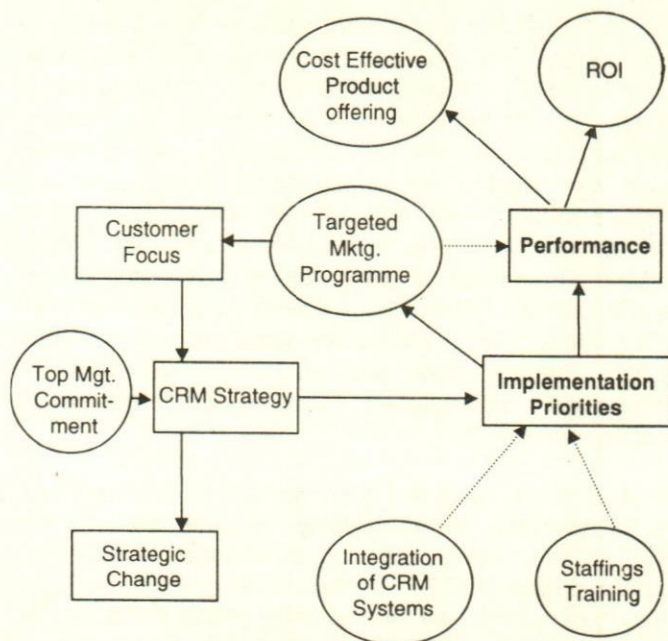 Cost Effective
Product
offering
ROI
Customer
Focus
Targeted
Mktg.
Programme
Performance
Top Mgt.
Commit-
ment
CRM Strategy
Implementation
Priorities
Strategic
Change
Integration
of CRM
Systems
Staffings
Training